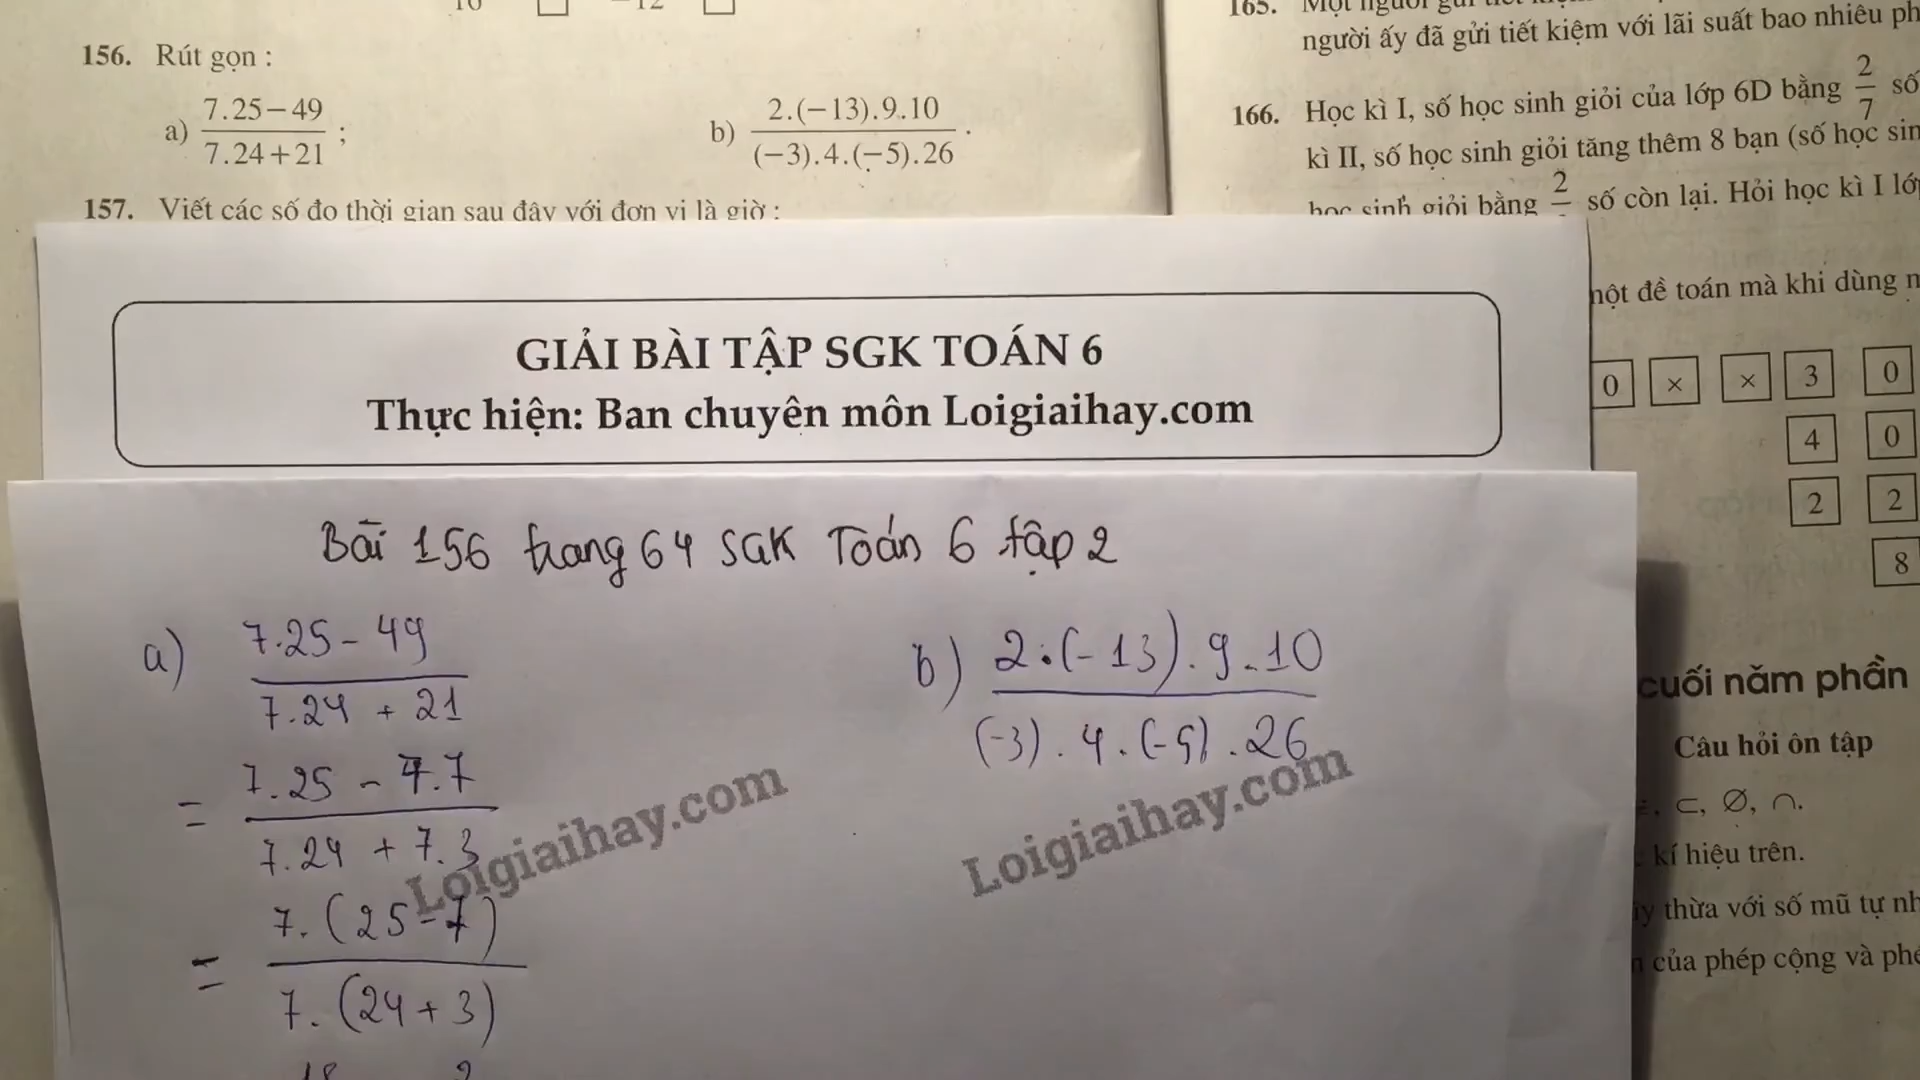 156. Rút gọn :
a) 7.25−49 / 7.24+21 ;
b) 2.(−13).9.10 / (−3).4.(−5).26 .
157. Viết các số đo thời gian sau đây với đơn vị là giờ :
165. Một người gửi tiết
người ấy đã gửi tiết kiệm với lãi suất bao nhiêu
166. Học kì I, số học sinh giỏi của lớp 6D bằng 2/7 số
kì II, số học sinh giỏi tăng thêm 8 bạn (số học
học sinh giỏi bằng 2 số còn lại. Hỏi học kì I
một đề toán mà khi dùng
0 × × 3 0
4 0
2 2
8
GIẢI BÀI TẬP SGK TOÁN 6
Thực hiện: Ban chuyên môn Loigiaihay.com
Bài 156 trang 64 SGK Toán 6 tập 2
a) 7.25 - 49 / 7.24 + 21
= 7.25 - 7.7 / 7.24 + 7.3
= 7.(25-7) / 7.(24+3)
b) 2.(-13).9.10 / (-3).4.(-5).26
Loigiaihay.com
Loigiaihay.com
cuối năm phần
Câu hỏi ôn tập
⊂, ∅, ∩.
kí hiệu trên.
thừa với số mũ tự
của phép cộng và